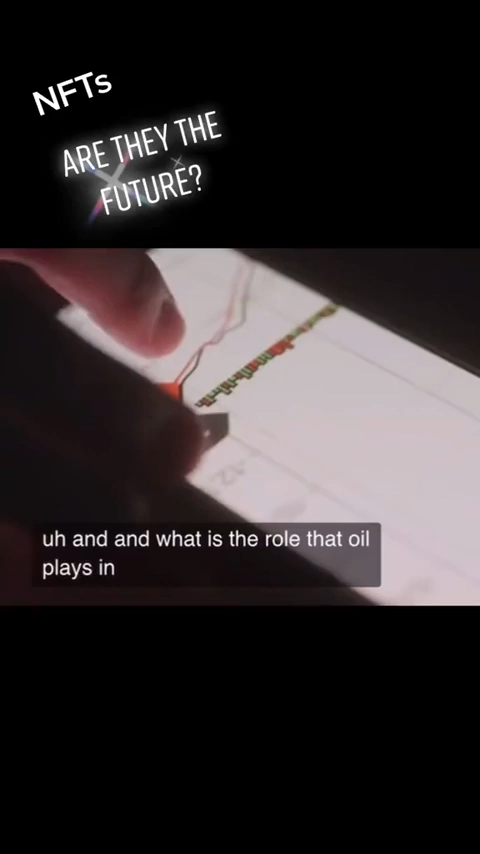 NFTs
ARE THEY THE
FUTURE?
uh and and what is the role that oil
plays in